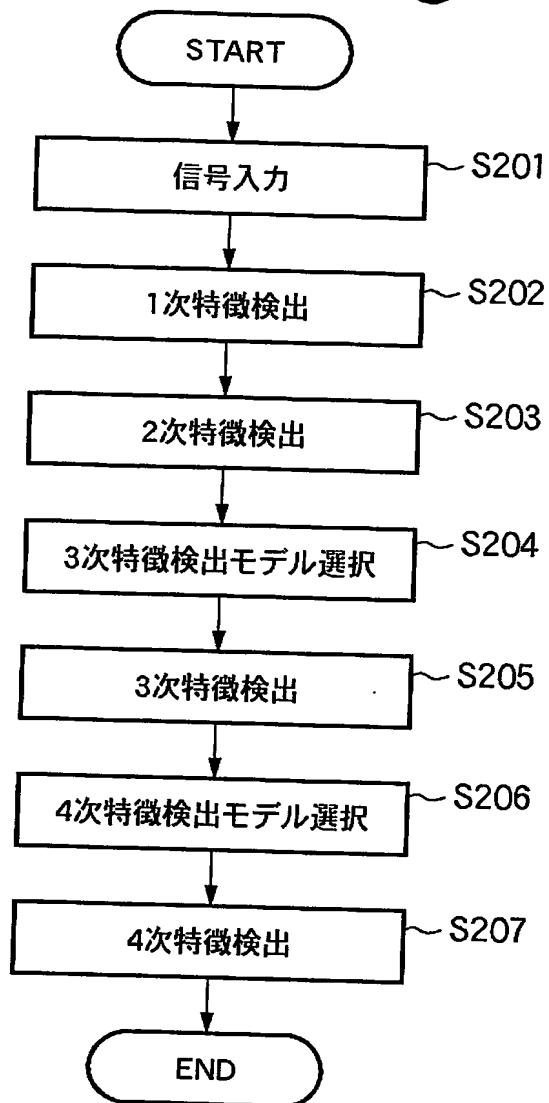 START
信号入力
S201
1次特徴検出
S202
2次特徴検出
S203
3次特徴検出モデル選択
S204
3次特徴検出
S205
4次特徴検出モデル選択
S206
4次特徴検出
S207
END